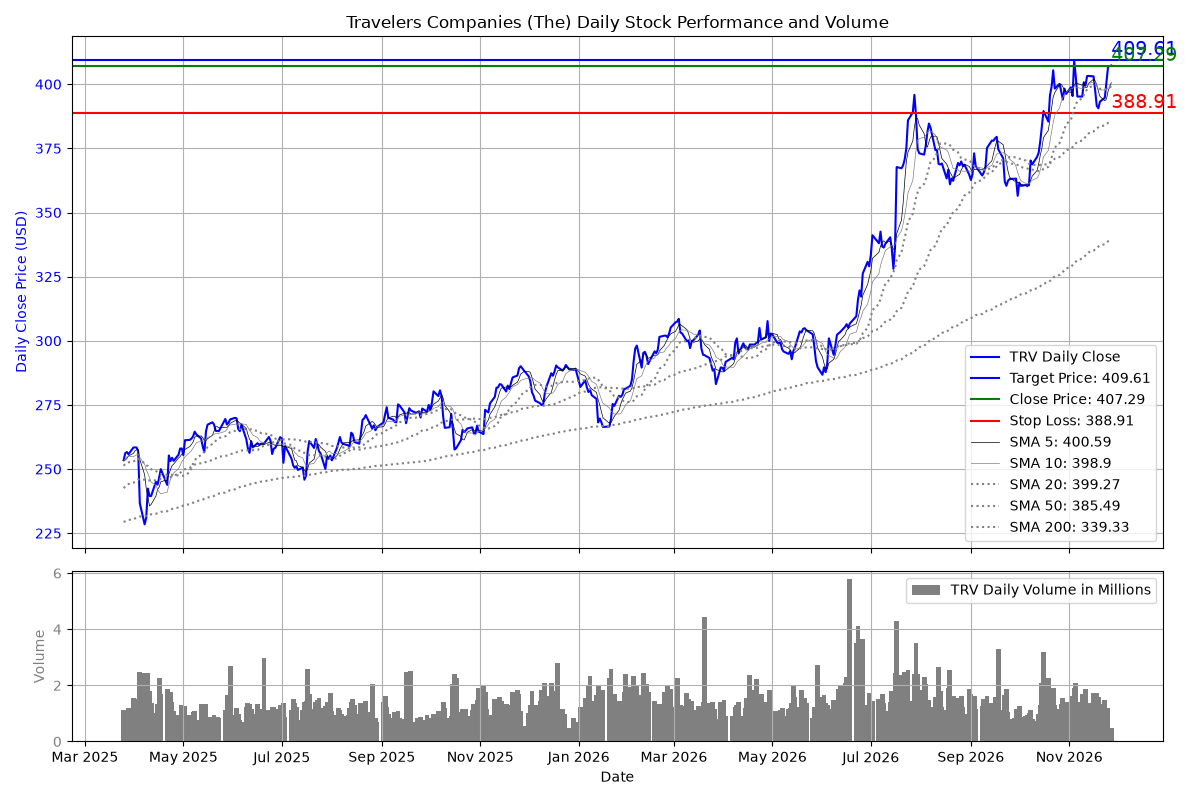 Travelers Companies (The) Daily Stock Performance and Volume
409.61
407.29
388.91
Daily Close Price (USD)
400
375
350
325
300
275
250
225
TRV Daily Close
Target Price: 409.61
Close Price: 407.29
Stop Loss: 388.91
SMA 5: 400.59
SMA 10: 398.9
SMA 20: 399.27
SMA 50: 385.49
SMA 200: 339.33
Volume
6
4
2
0
TRV Daily Volume in Millions
Mar 2025
May 2025
Jul 2025
Sep 2025
Nov 2025
Jan 2026
Mar 2026
May 2026
Jul 2026
Sep 2026
Nov 2026
Date